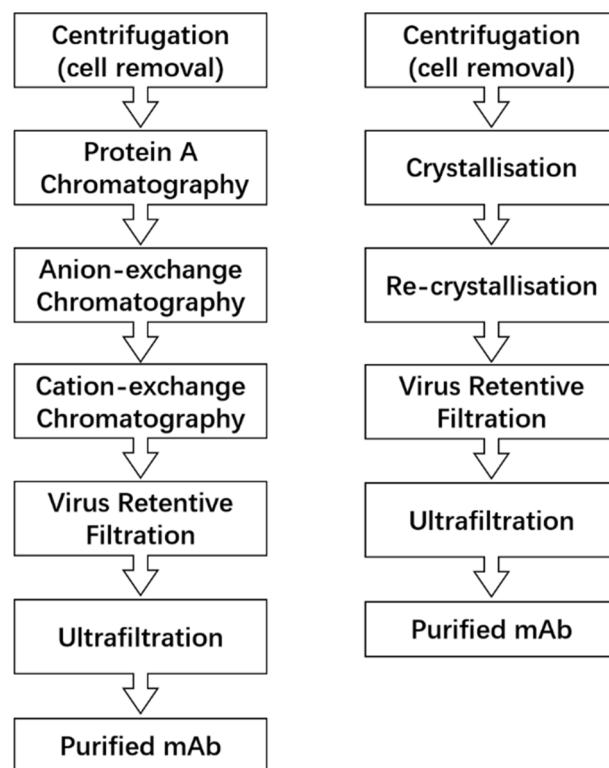 Centrifugation
(cell removal)
Protein A
Chromatography
Anion-exchange
Chromatography
Cation-exchange
Chromatography
Virus Retentive
Filtration
Ultrafiltration
Purified mAb
Centrifugation
(cell removal)
Crystallisation
Re-crystallisation
Virus Retentive
Filtration
Ultrafiltration
Purified mAb